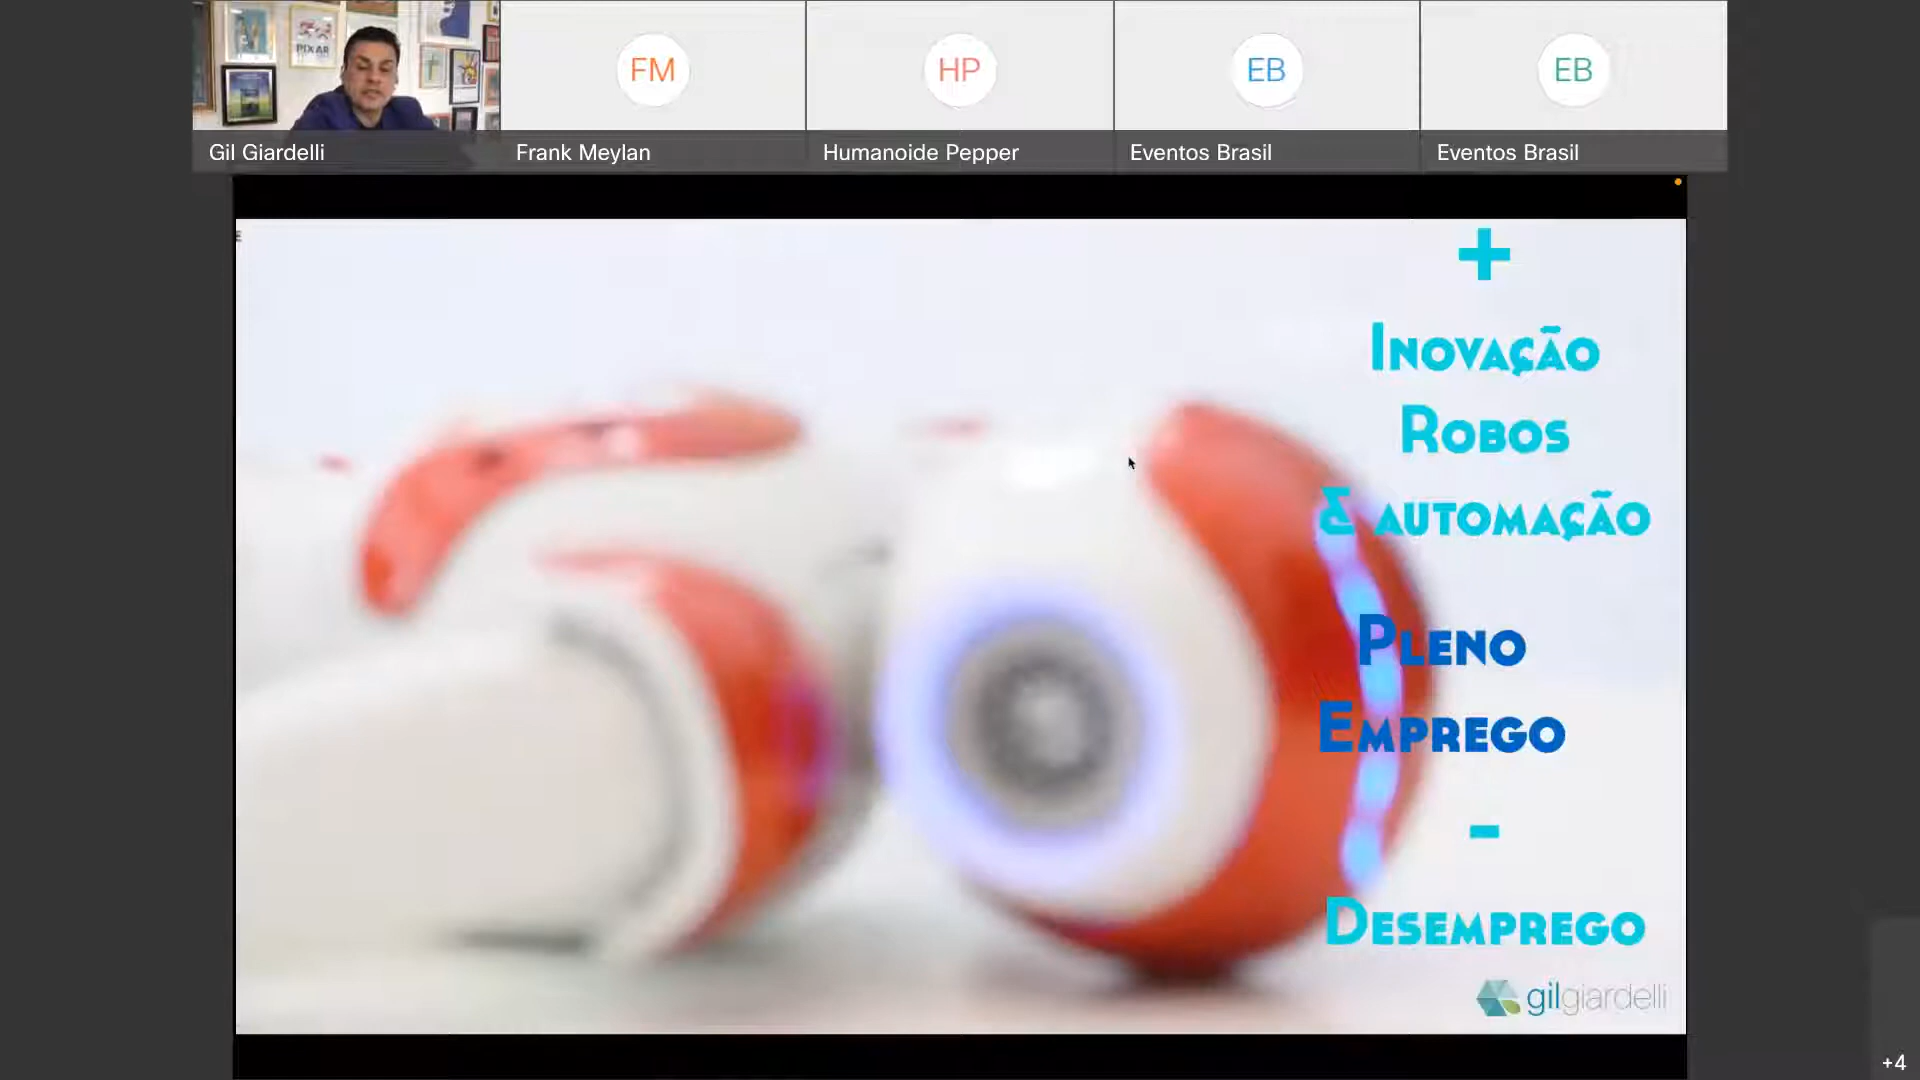 PIXAR
FM
HP
EB
EB
Gil Giardelli
Frank Meylan
Humanoide Pepper
Eventos Brasil
Eventos Brasil
+
Inovação
Robos
& automação
Pleno
Emprego
-
Desemprego
gilgiardelli
+4